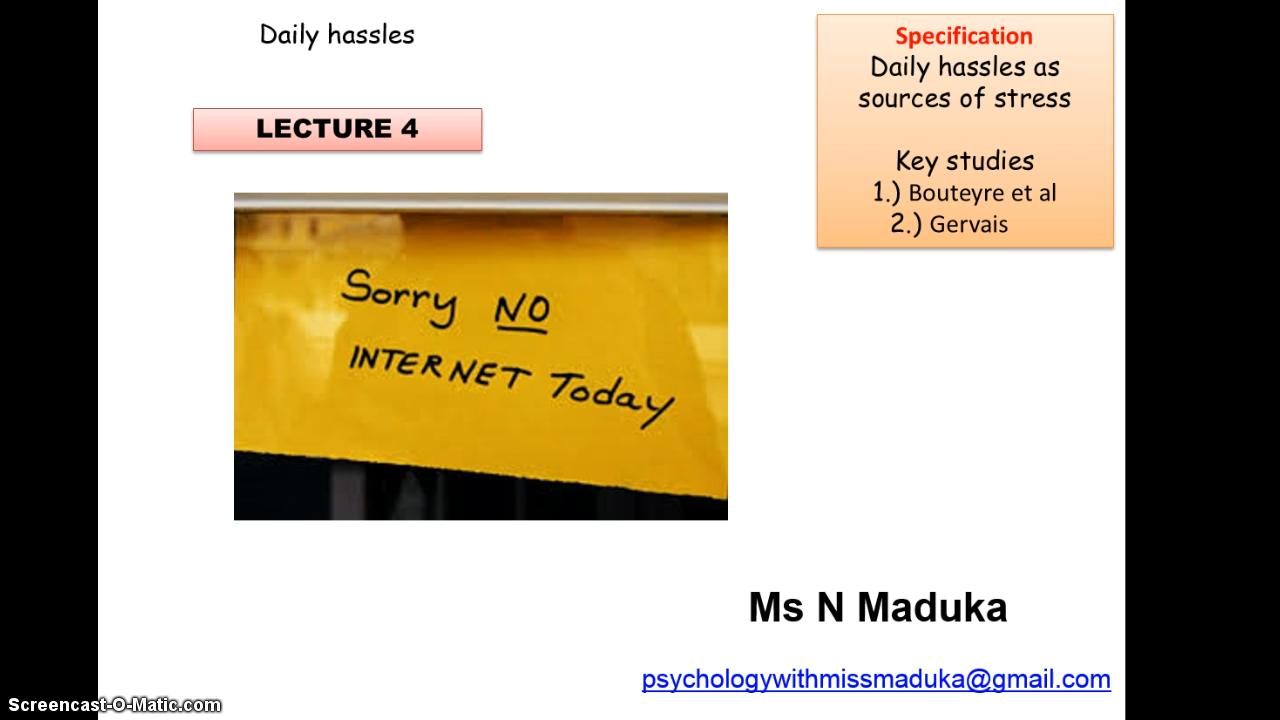 Daily hassles
LECTURE 4
Specification
Daily hassles as
sources of stress
Key studies
1.) Bouteyre et al
2.) Gervais
Sorry NO
INTERNET Today
Ms N Maduka
psychologywithmissmaduka@gmail.com
Screencast-O-Matic.com